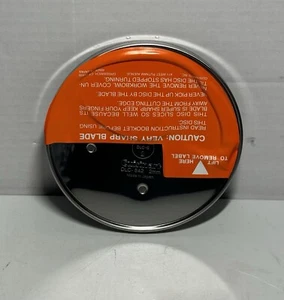 CAUTION: VERY SHARP BLADE
READ INSTRUCTION BOOKLET BEFORE USING
THIS DISC.
THIS DISC SLICES SO WELL BECAUSE ITS
BLADE IS SUPER SHARP. KEEP YOUR FINGERS
AWAY FROM THE CUTTING EDGE.
NEVER PICK UP THE DISC BY THE BLADE.
NEVER REMOVE THE WORKBOWL COVER UN-
TIL THE DISC HAS STOPPED TURNING.
LIFT
HERE
TO REMOVE LABEL